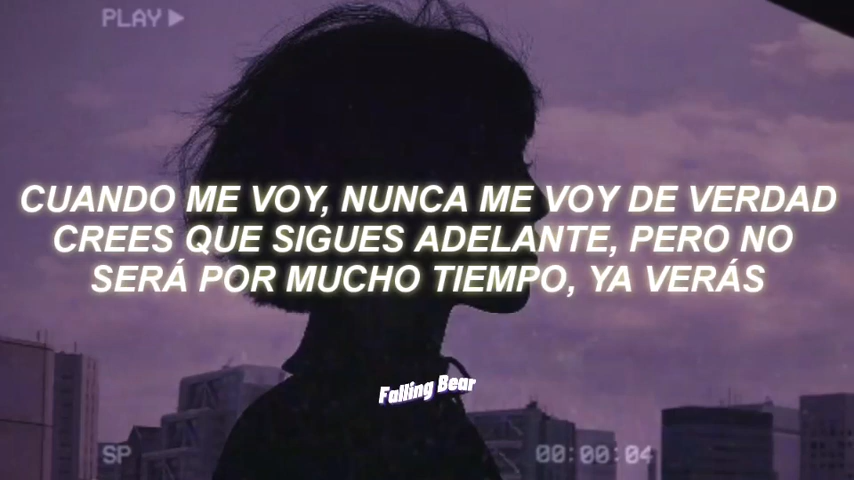 PLAY
CUANDO ME VOY, NUNCA ME VOY DE VERDAD
CREES QUE SIGUES ADELANTE, PERO NO
SERÁ POR MUCHO TIEMPO, YA VERÁS
Falling Bear
SP
00:00:04